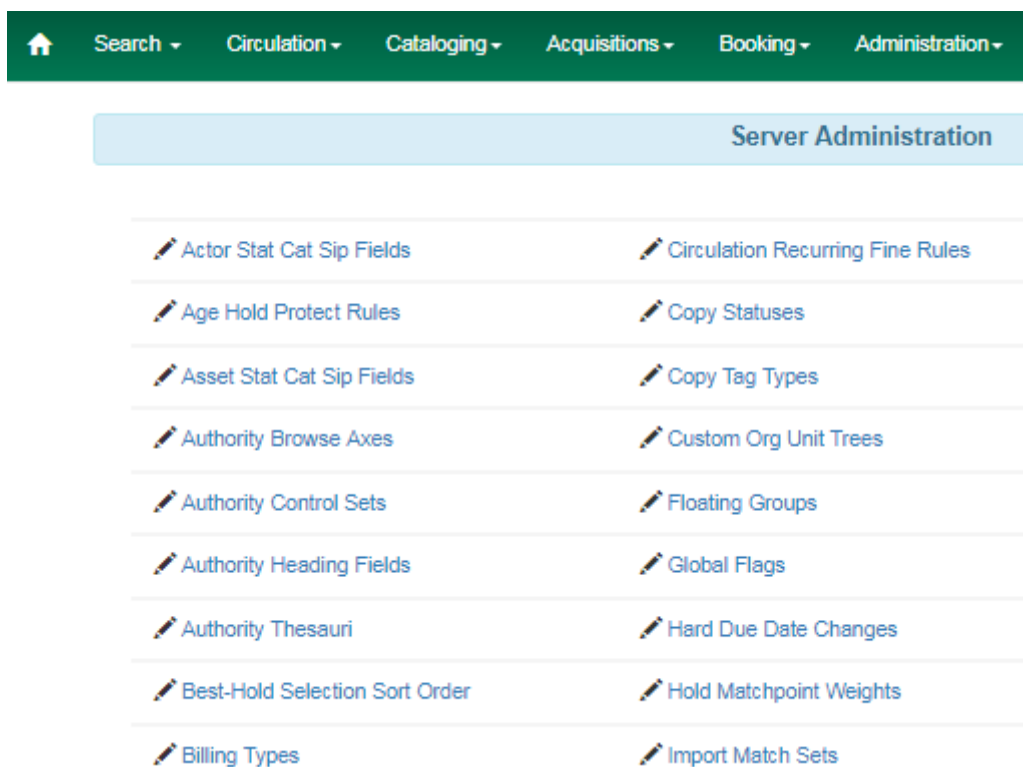 Search Circulation Cataloging Acquisitions Booking Administration
Server Administration
Actor Stat Cat Sip Fields Circulation Recurring Fine Rules
Age Hold Protect Rules Copy Statuses
Asset Stat Cat Sip Fields Copy Tag Types
Authority Browse Axes Custom Org Unit Trees
Authority Control Sets Floating Groups
Authority Heading Fields Global Flags
Authority Thesauri Hard Due Date Changes
Best-Hold Selection Sort Order Hold Matchpoint Weights
Billing Types Import Match Sets